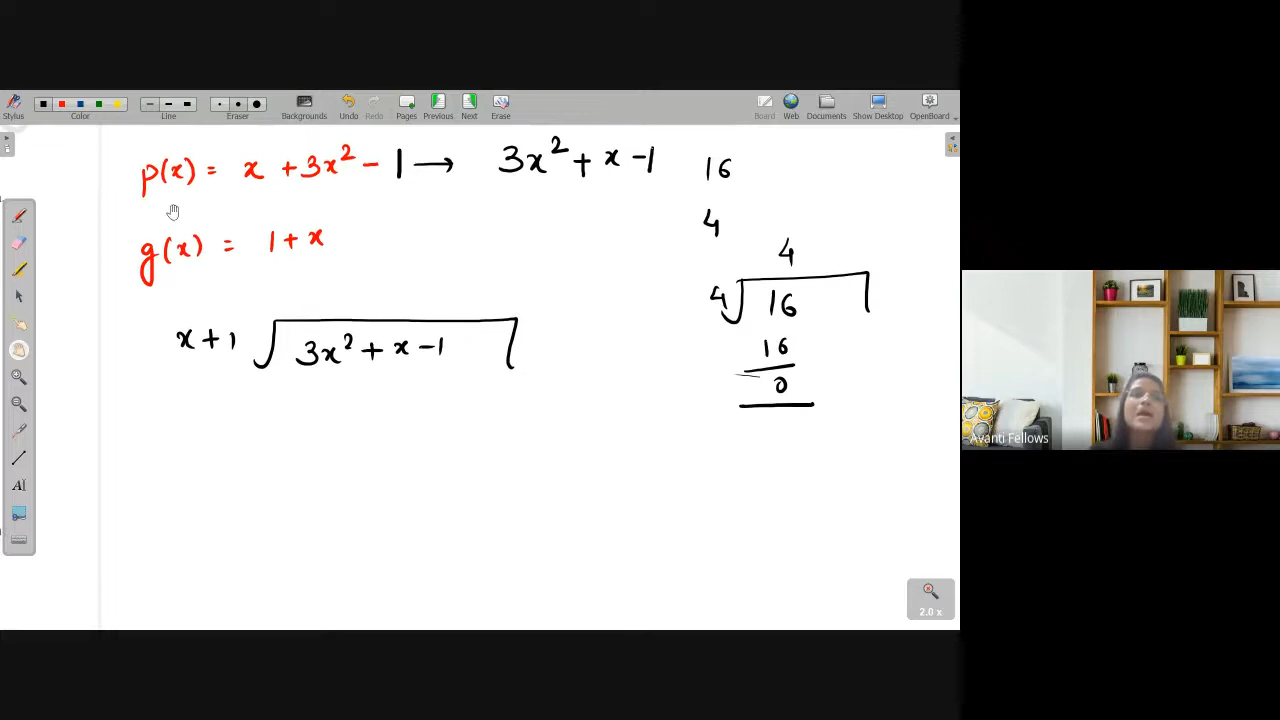 Stylus
Color
Line
Eraser
Backgrounds
Undo
Redo
Pages
Previous
Next
Erase
Board
Web
Documents
Show Desktop
OpenBoard
p(x) = x + 3x² - 1 → 3x² + x - 1
g(x) = 1 + x
x + 1 √ 3x² + x - 1
16
4
4
4 √ 16
16
0
2.0 x
Avanti Fellows